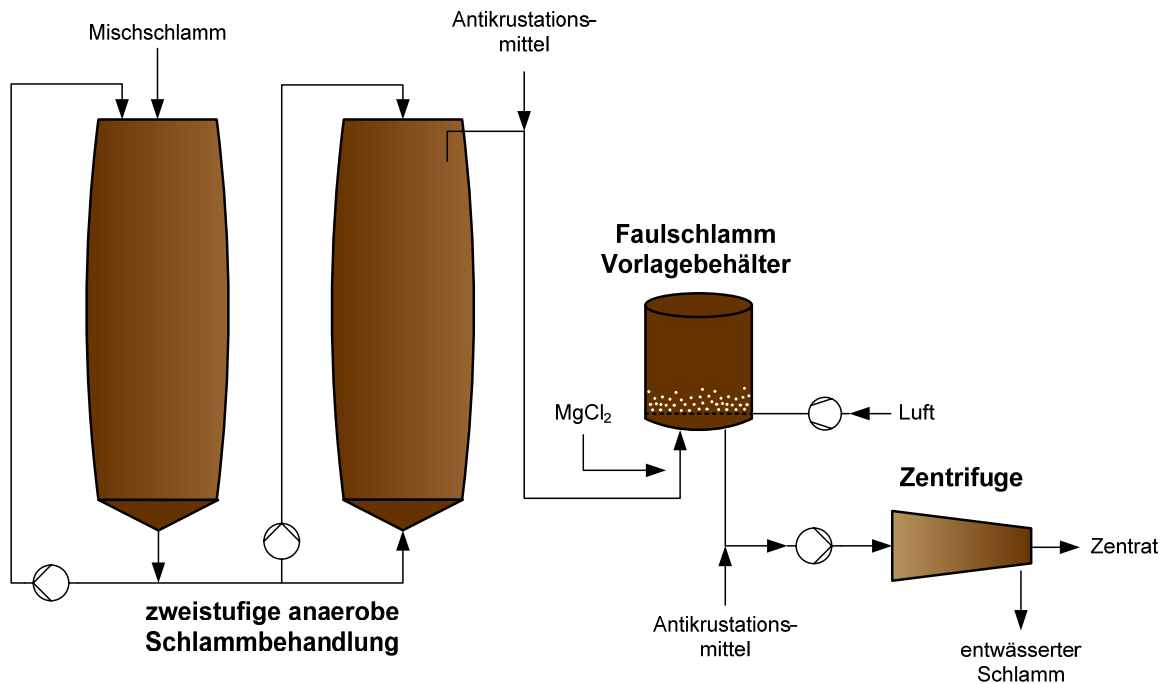 Mischschlamm
Antikrustations-
mittel
Faulschlamm
Vorlagebehälter
MgCl₂
Luft
Zentrifuge
Zentrat
zweistufige anaerobe
Schlammbehandlung
Antikrustations-
mittel
entwässerter
Schlamm